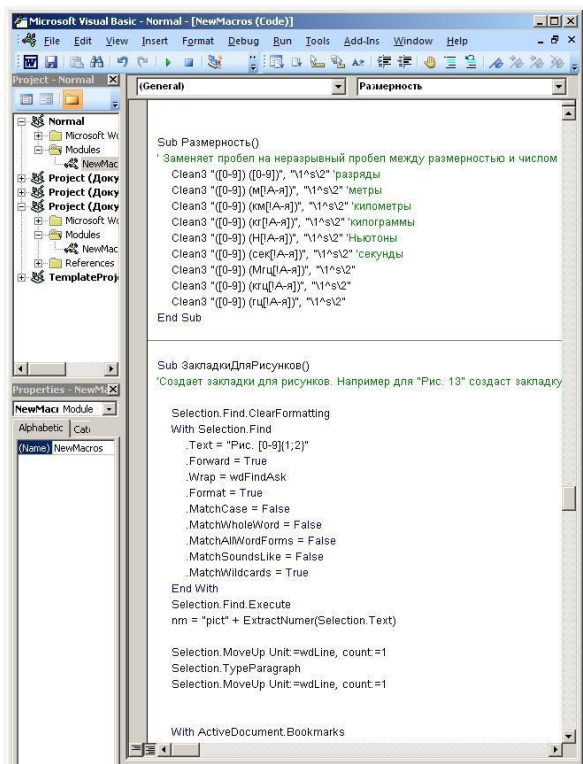 Microsoft Visual Basic - Normal - [NewMacros (Code)]
File Edit View Insert Format Debug Run Tools Add-Ins Window Help
Project - Normal
(General)
Размерность
Normal
Microsoft Wo
Modules
NewMac
Project (Доку
Project (Доку
Project (Доку
Microsoft Wo
Modules
NewMac
References
TemplateProj
Properties - NewMa
NewMacr Module
Alphabetic Cate
(Name) NewMacros
Sub Размерность()
' Заменяет пробел на неразрывный пробел между размерностью и числом
Clean3 "([0-9]) ([0-9])", "\1^s\2" 'разряды
Clean3 "([0-9]) (м[!А-я])", "\1^s\2" 'метры
Clean3 "([0-9]) (км[!А-я])", "\1^s\2" 'километры
Clean3 "([0-9]) (кг[!А-я])", "\1^s\2" 'килограммы
Clean3 "([0-9]) (Н[!А-я])", "\1^s\2" 'Ньютоны
Clean3 "([0-9]) (сек[!А-я])", "\1^s\2" 'секунды
Clean3 "([0-9]) (Мгц[!А-я])", "\1^s\2"
Clean3 "([0-9]) (кгц[!А-я])", "\1^s\2"
Clean3 "([0-9]) (гц[!А-я])", "\1^s\2"
End Sub
Sub ЗакладкиДляРисунков()
'Создает закладки для рисунков. Например для "Рис. 13" создаст закладку
Selection.Find.ClearFormatting
With Selection.Find
.Text = "Рис. [0-9]{1;2}"
.Forward = True
.Wrap = wdFindAsk
.Format = True
.MatchCase = False
.MatchWholeWord = False
.MatchAllWordForms = False
.MatchSoundsLike = False
.MatchWildcards = True
End With
Selection.Find.Execute
nm = "pict" + ExtractNumer(Selection.Text)
Selection.MoveUp Unit:=wdLine, count:=1
Selection.TypeParagraph
Selection.MoveUp Unit:=wdLine, count:=1
With ActiveDocument.Bookmarks